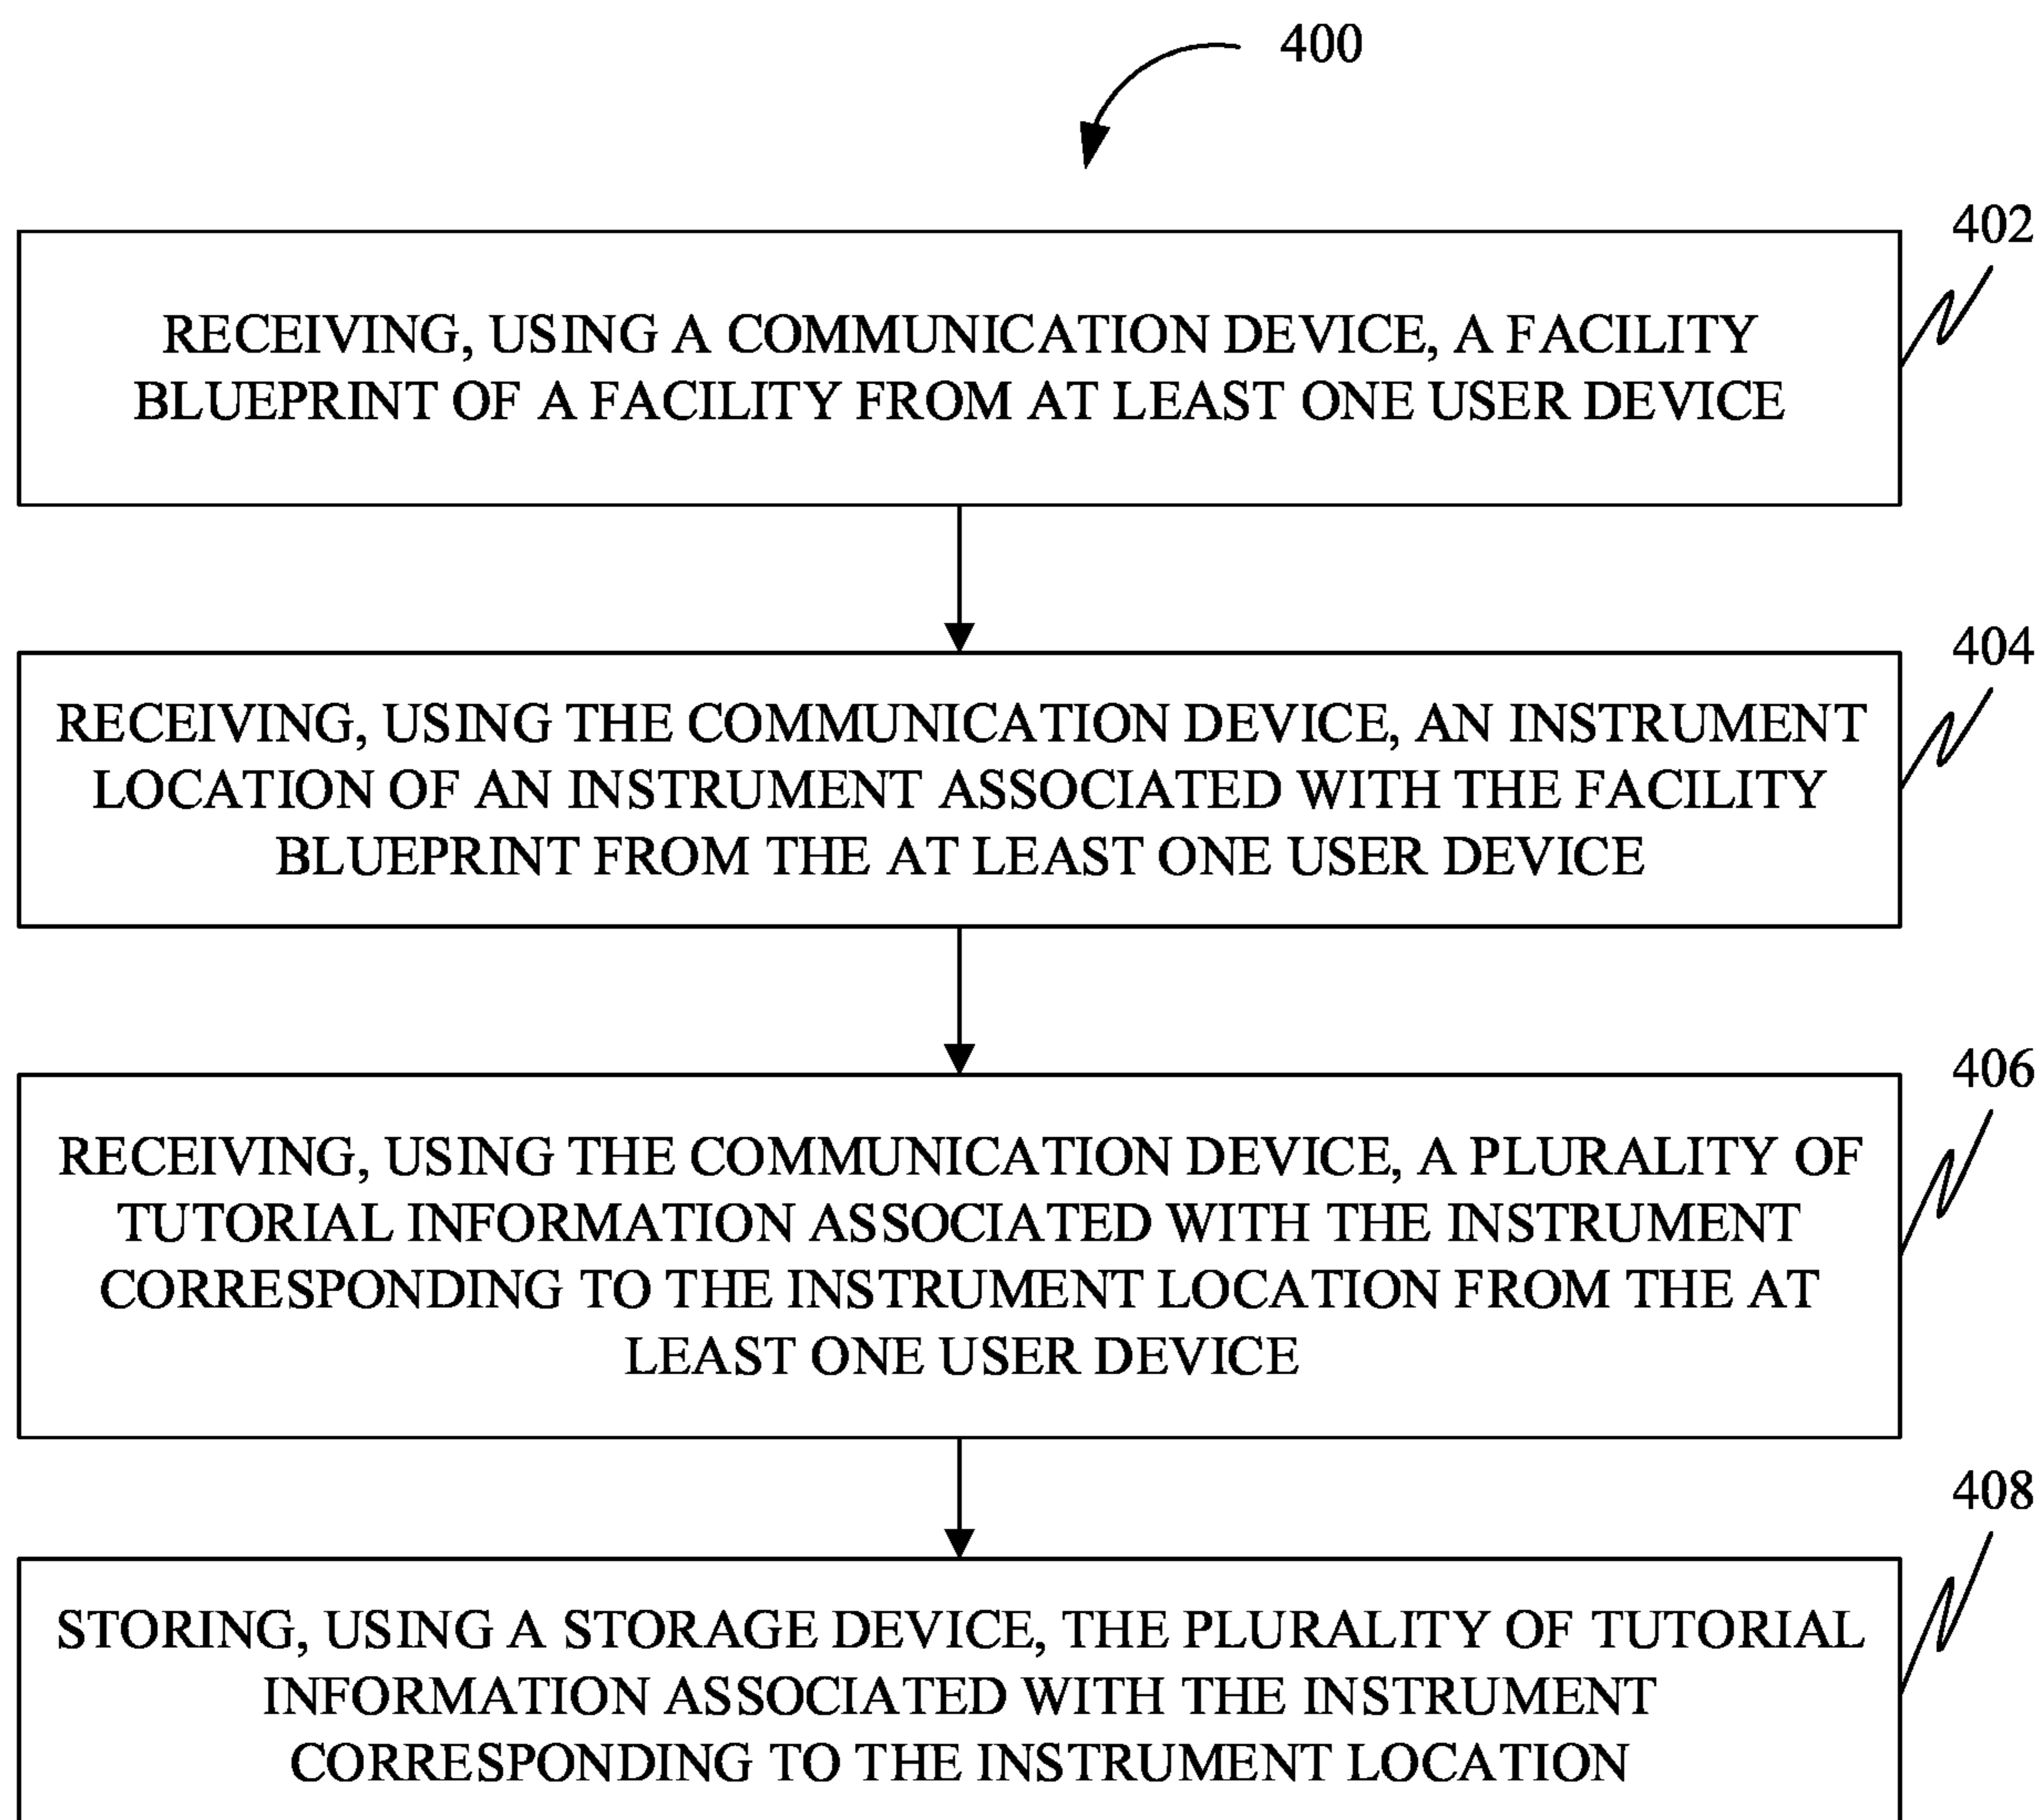 400
402
RECEIVING, USING A COMMUNICATION DEVICE, A FACILITY
BLUEPRINT OF A FACILITY FROM AT LEAST ONE USER DEVICE
404
RECEIVING, USING THE COMMUNICATION DEVICE, AN INSTRUMENT
LOCATION OF AN INSTRUMENT ASSOCIATED WITH THE FACILITY
BLUEPRINT FROM THE AT LEAST ONE USER DEVICE
406
RECEIVING, USING THE COMMUNICATION DEVICE, A PLURALITY OF
TUTORIAL INFORMATION ASSOCIATED WITH THE INSTRUMENT
CORRESPONDING TO THE INSTRUMENT LOCATION FROM THE AT
LEAST ONE USER DEVICE
408
STORING, USING A STORAGE DEVICE, THE PLURALITY OF TUTORIAL
INFORMATION ASSOCIATED WITH THE INSTRUMENT
CORRESPONDING TO THE INSTRUMENT LOCATION